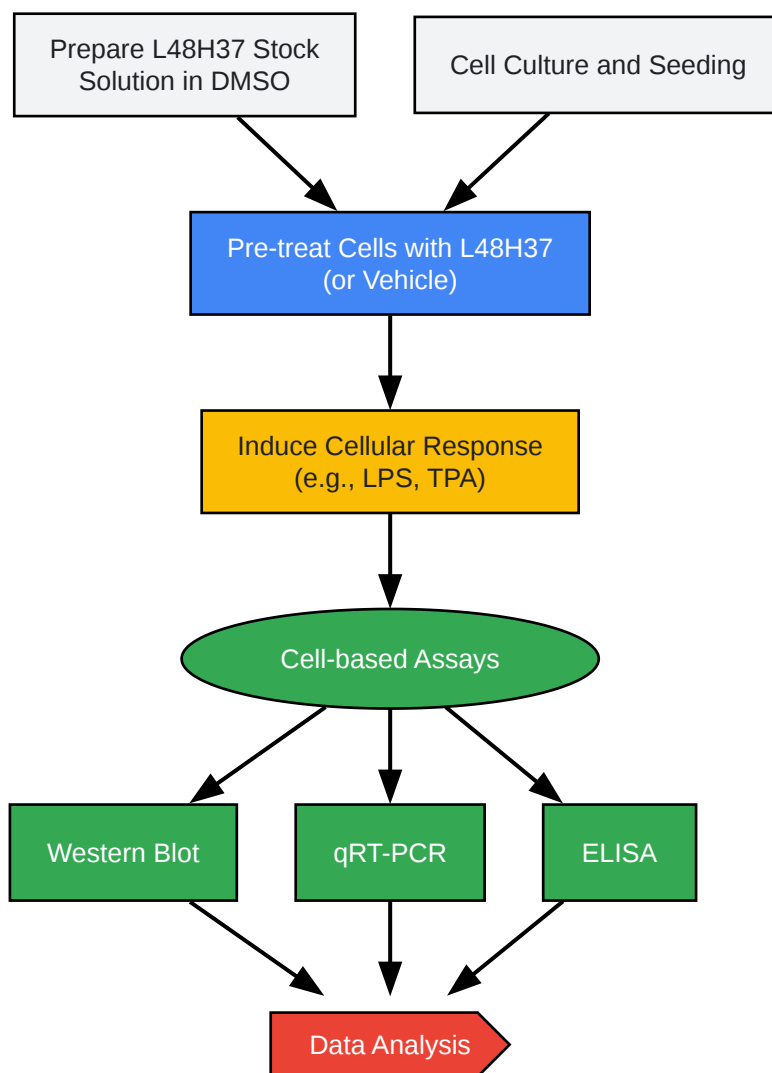 Prepare L48H37 Stock
Solution in DMSO
Cell Culture and Seeding
Pre-treat Cells with L48H37
(or Vehicle)
Induce Cellular Response
(e.g., LPS, TPA)
Cell-based Assays
Western Blot
qRT-PCR
ELISA
Data Analysis